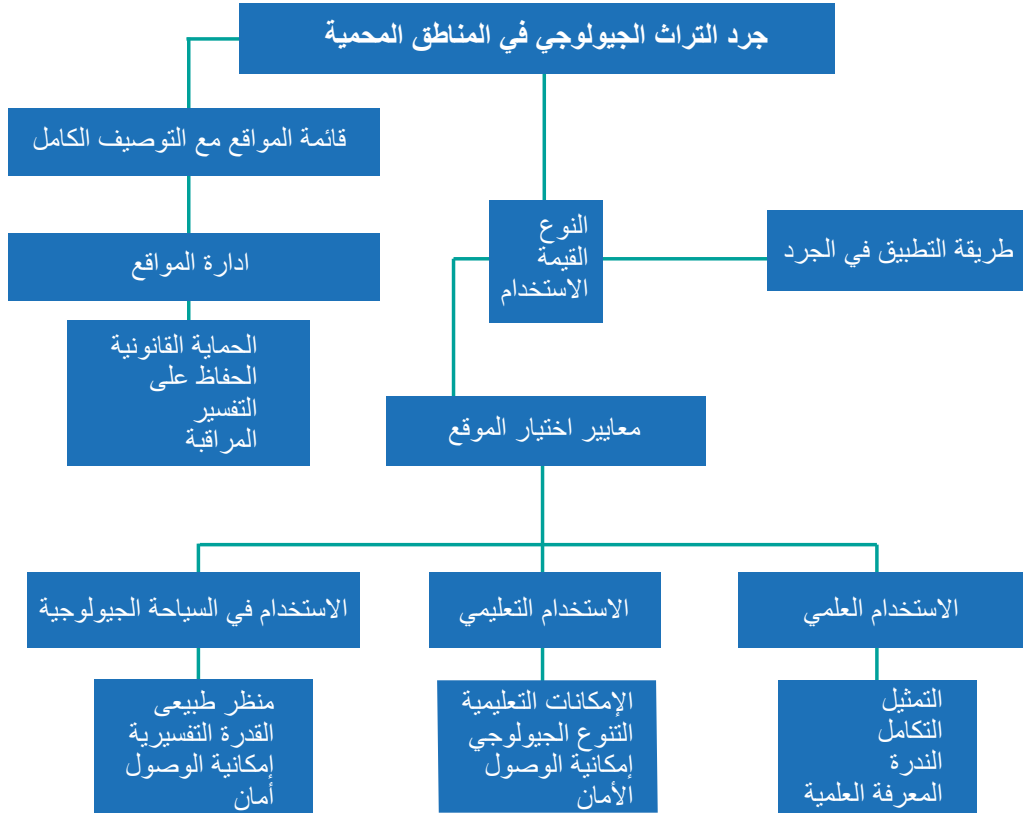 جرد التراث الجيولوجي في المناطق المحمية
قائمة المواقع مع التوصيف الكامل
النوع
القيمة
الاستخدام
طريقة التطبيق في الجرد
ادارة المواقع
الحماية القانونية
الحفاظ على
التفسير
المراقبة
معايير اختيار الموقع
الاستخدام العلمي
الاستخدام التعليمي
الاستخدام في السياحة الجيولوجية
التمثيل
التكامل
الندرة
المعرفة العلمية
الإمكانات التعليمية
التنوع الجيولوجي
إمكانية الوصول
الأمان
منظر طبيعى
القدرة التفسيرية
إمكانية الوصول
أمان